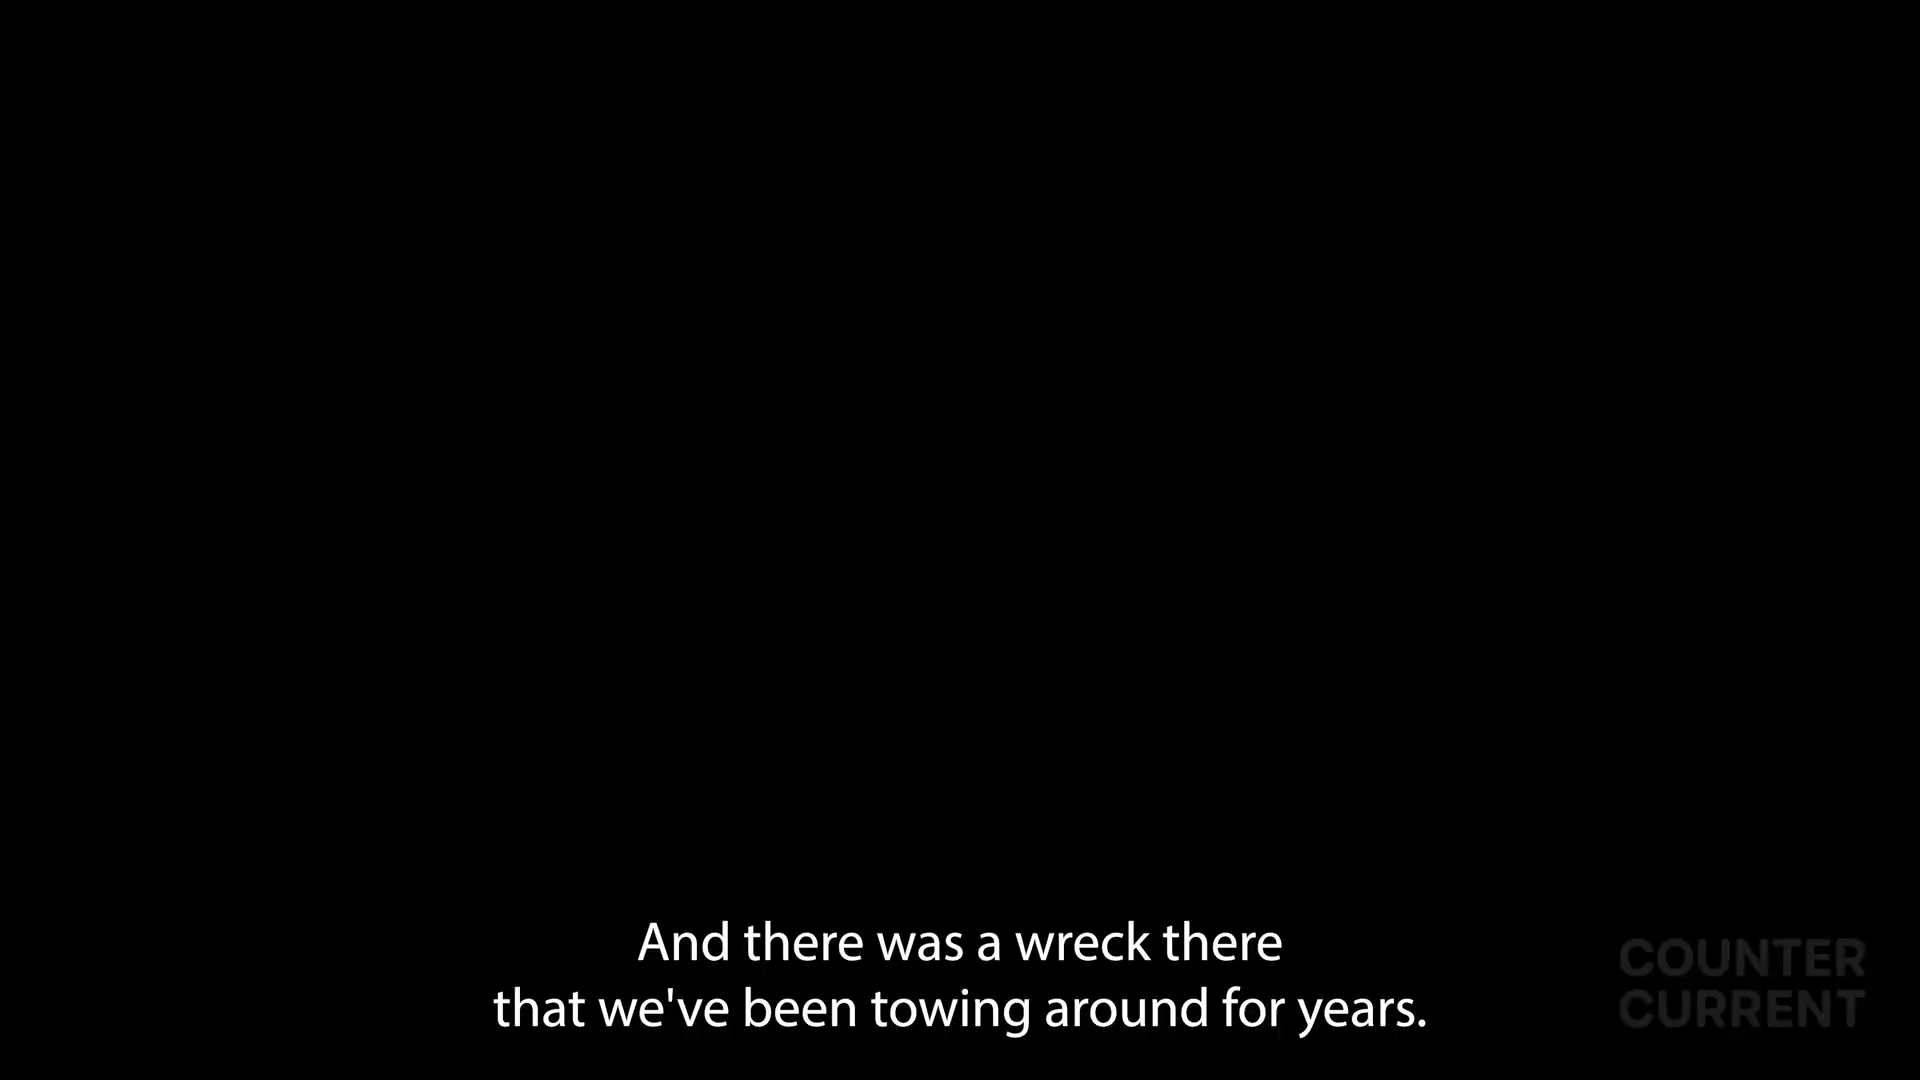 And there was a wreck there
that we've been towing around for years.
COUNTER
CURRENT